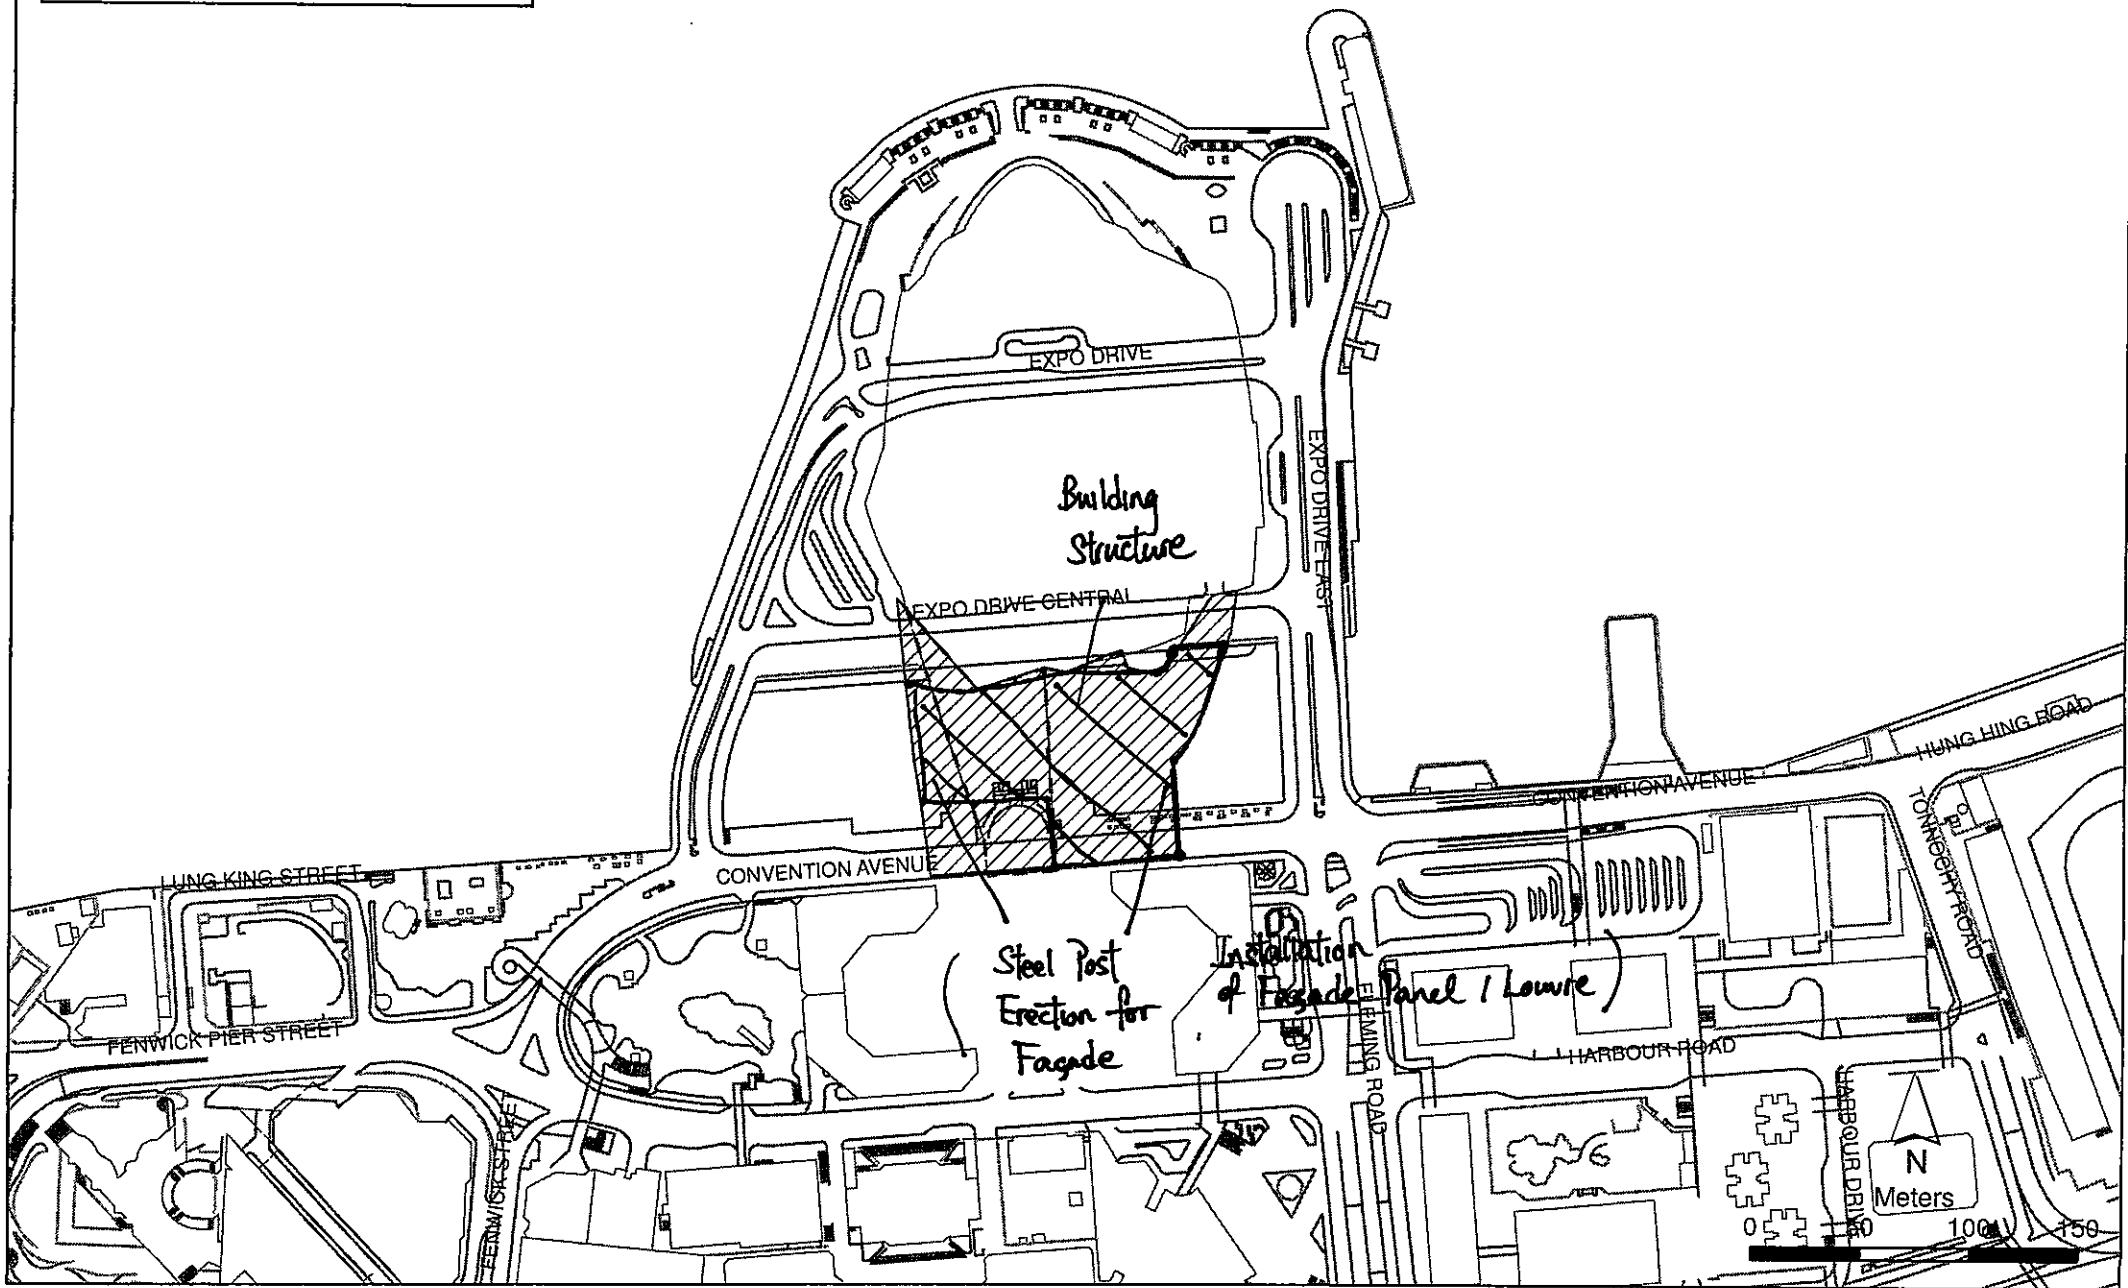 EXPO DRIVE
EXPO DRIVE EAST
Building
Structure
EXPO DRIVE CENTRAL
HUNG HING ROAD
CONVENTION AVENUE
TONNOCHY ROAD
LUNG KING STREET
CONVENTION AVENUE
Steel Post
Erection for
Façade
Installation
of Façade Panel / Louvre
FENWICK PIER STREET
FLEMING ROAD
HARBOUR ROAD
FENWICK STREET
HARBOUR DRIVE
N
Meters
0 50 100 150